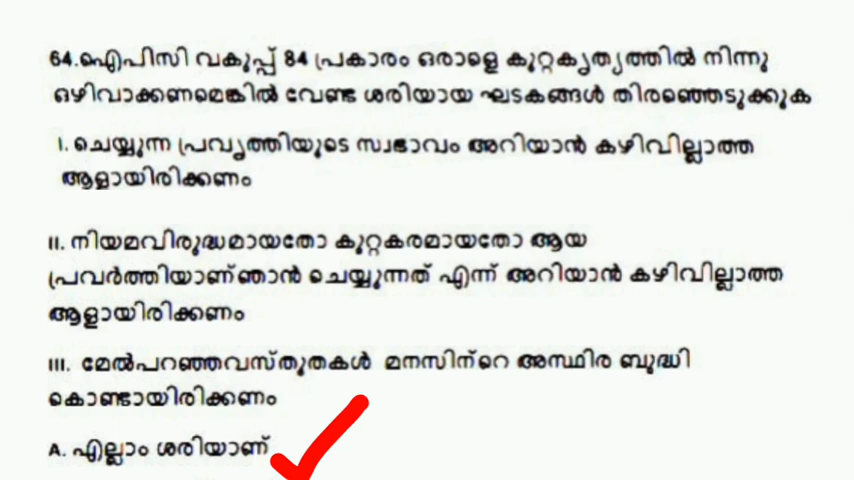 64.ഐപിസി വകുപ്പ് 84 പ്രകാരം ഒരാളെ കുറ്റകൃത്യത്തിൽ നിന്നു
ഒഴിവാക്കണമെങ്കിൽ വേണ്ട ശരിയായ ഘടകങ്ങൾ തിരഞ്ഞെടുക്കുക
I. ചെയ്യുന്ന പ്രവൃത്തിയുടെ സ്വഭാവം അറിയാൻ കഴിവില്ലാത്ത
ആളായിരിക്കണം
II. നിയമവിരുദ്ധമായതോ കുറ്റകരമായതോ ആയ
പ്രവർത്തിയാണ്ഞാൻ ചെയ്യുന്നത് എന്ന് അറിയാൻ കഴിവില്ലാത്ത
ആളായിരിക്കണം
III. മേൽപറഞ്ഞവസ്തുതകൾ മനസിന്റെ അസ്ഥിര ബുദ്ധി
കൊണ്ടായിരിക്കണം
A. എല്ലാം ശരിയാണ്